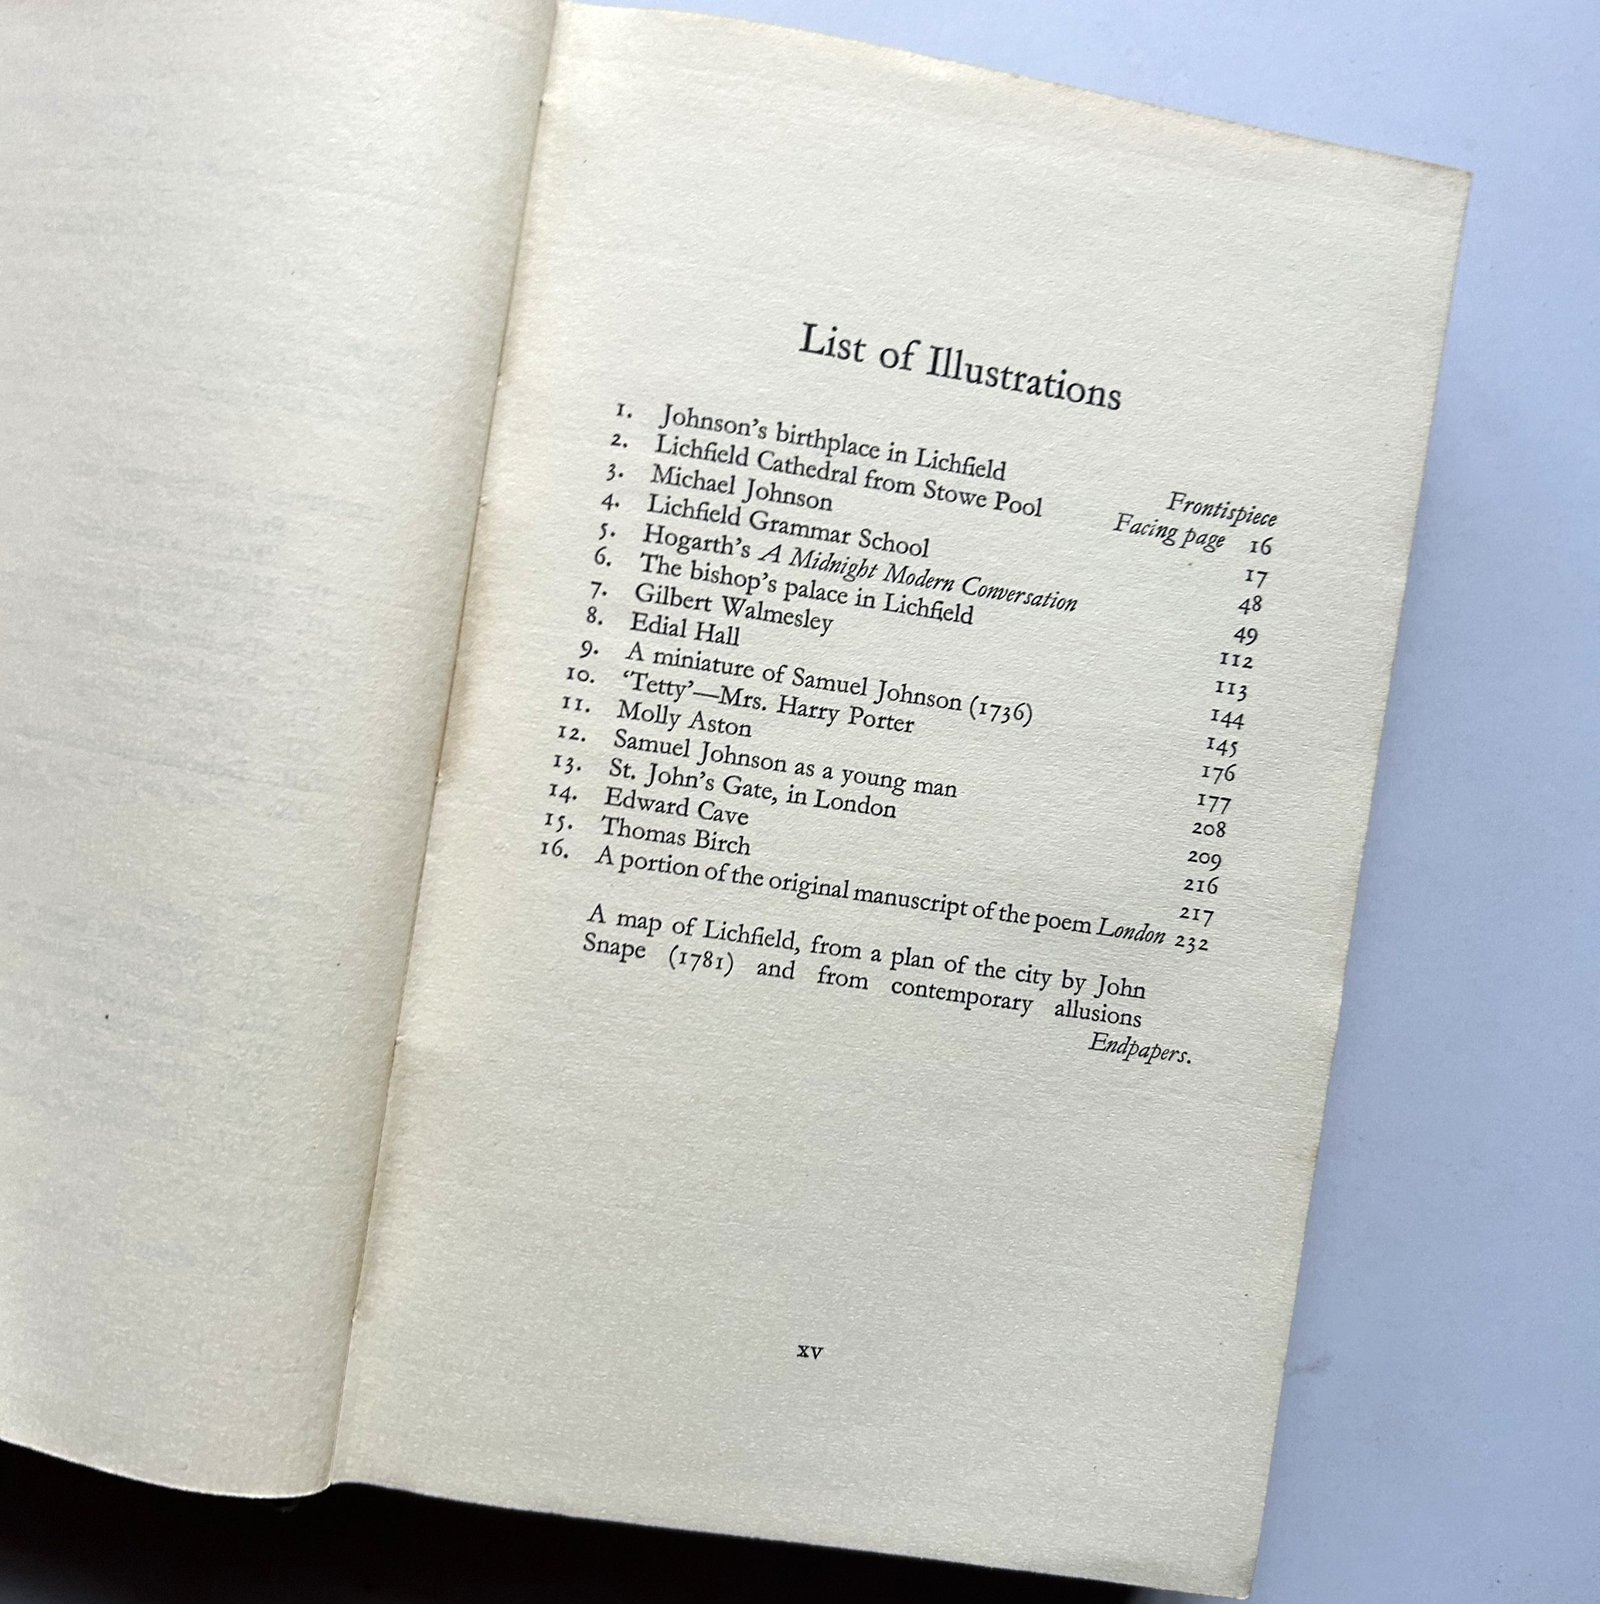 List of Illustrations
1. Johnson's birthplace in Lichfield Frontispiece
2. Lichfield Cathedral from Stowe Pool Facing page 16
3. Michael Johnson 17
4. Lichfield Grammar School 48
5. Hogarth's A Midnight Modern Conversation 49
6. The bishop's palace in Lichfield 112
7. Gilbert Walmesley 113
8. Edial Hall 144
9. A miniature of Samuel Johnson (1736) 145
10. ‘Tetty’—Mrs. Harry Porter 176
11. Molly Aston 177
12. Samuel Johnson as a young man 208
13. St. John's Gate, in London 209
14. Edward Cave 216
15. Thomas Birch 217
16. A portion of the original manuscript of the poem London 232
A map of Lichfield, from a plan of the city by John
Snape (1781) and from contemporary allusions
Endpapers.
xv